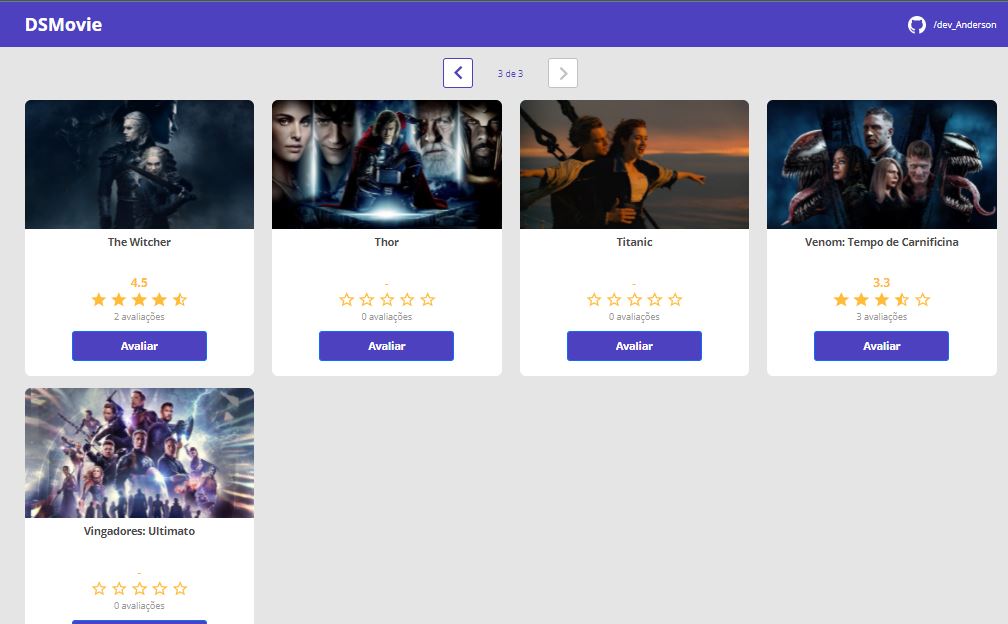 DSMovie
/dev_Anderson
3 de 3
The Witcher
4.5
2 avaliações
Avaliar
Thor
-
0 avaliações
Avaliar
Titanic
-
0 avaliações
Avaliar
Venom: Tempo de Carnificina
3.3
3 avaliações
Avaliar
Vingadores: Ultimato
-
0 avaliações